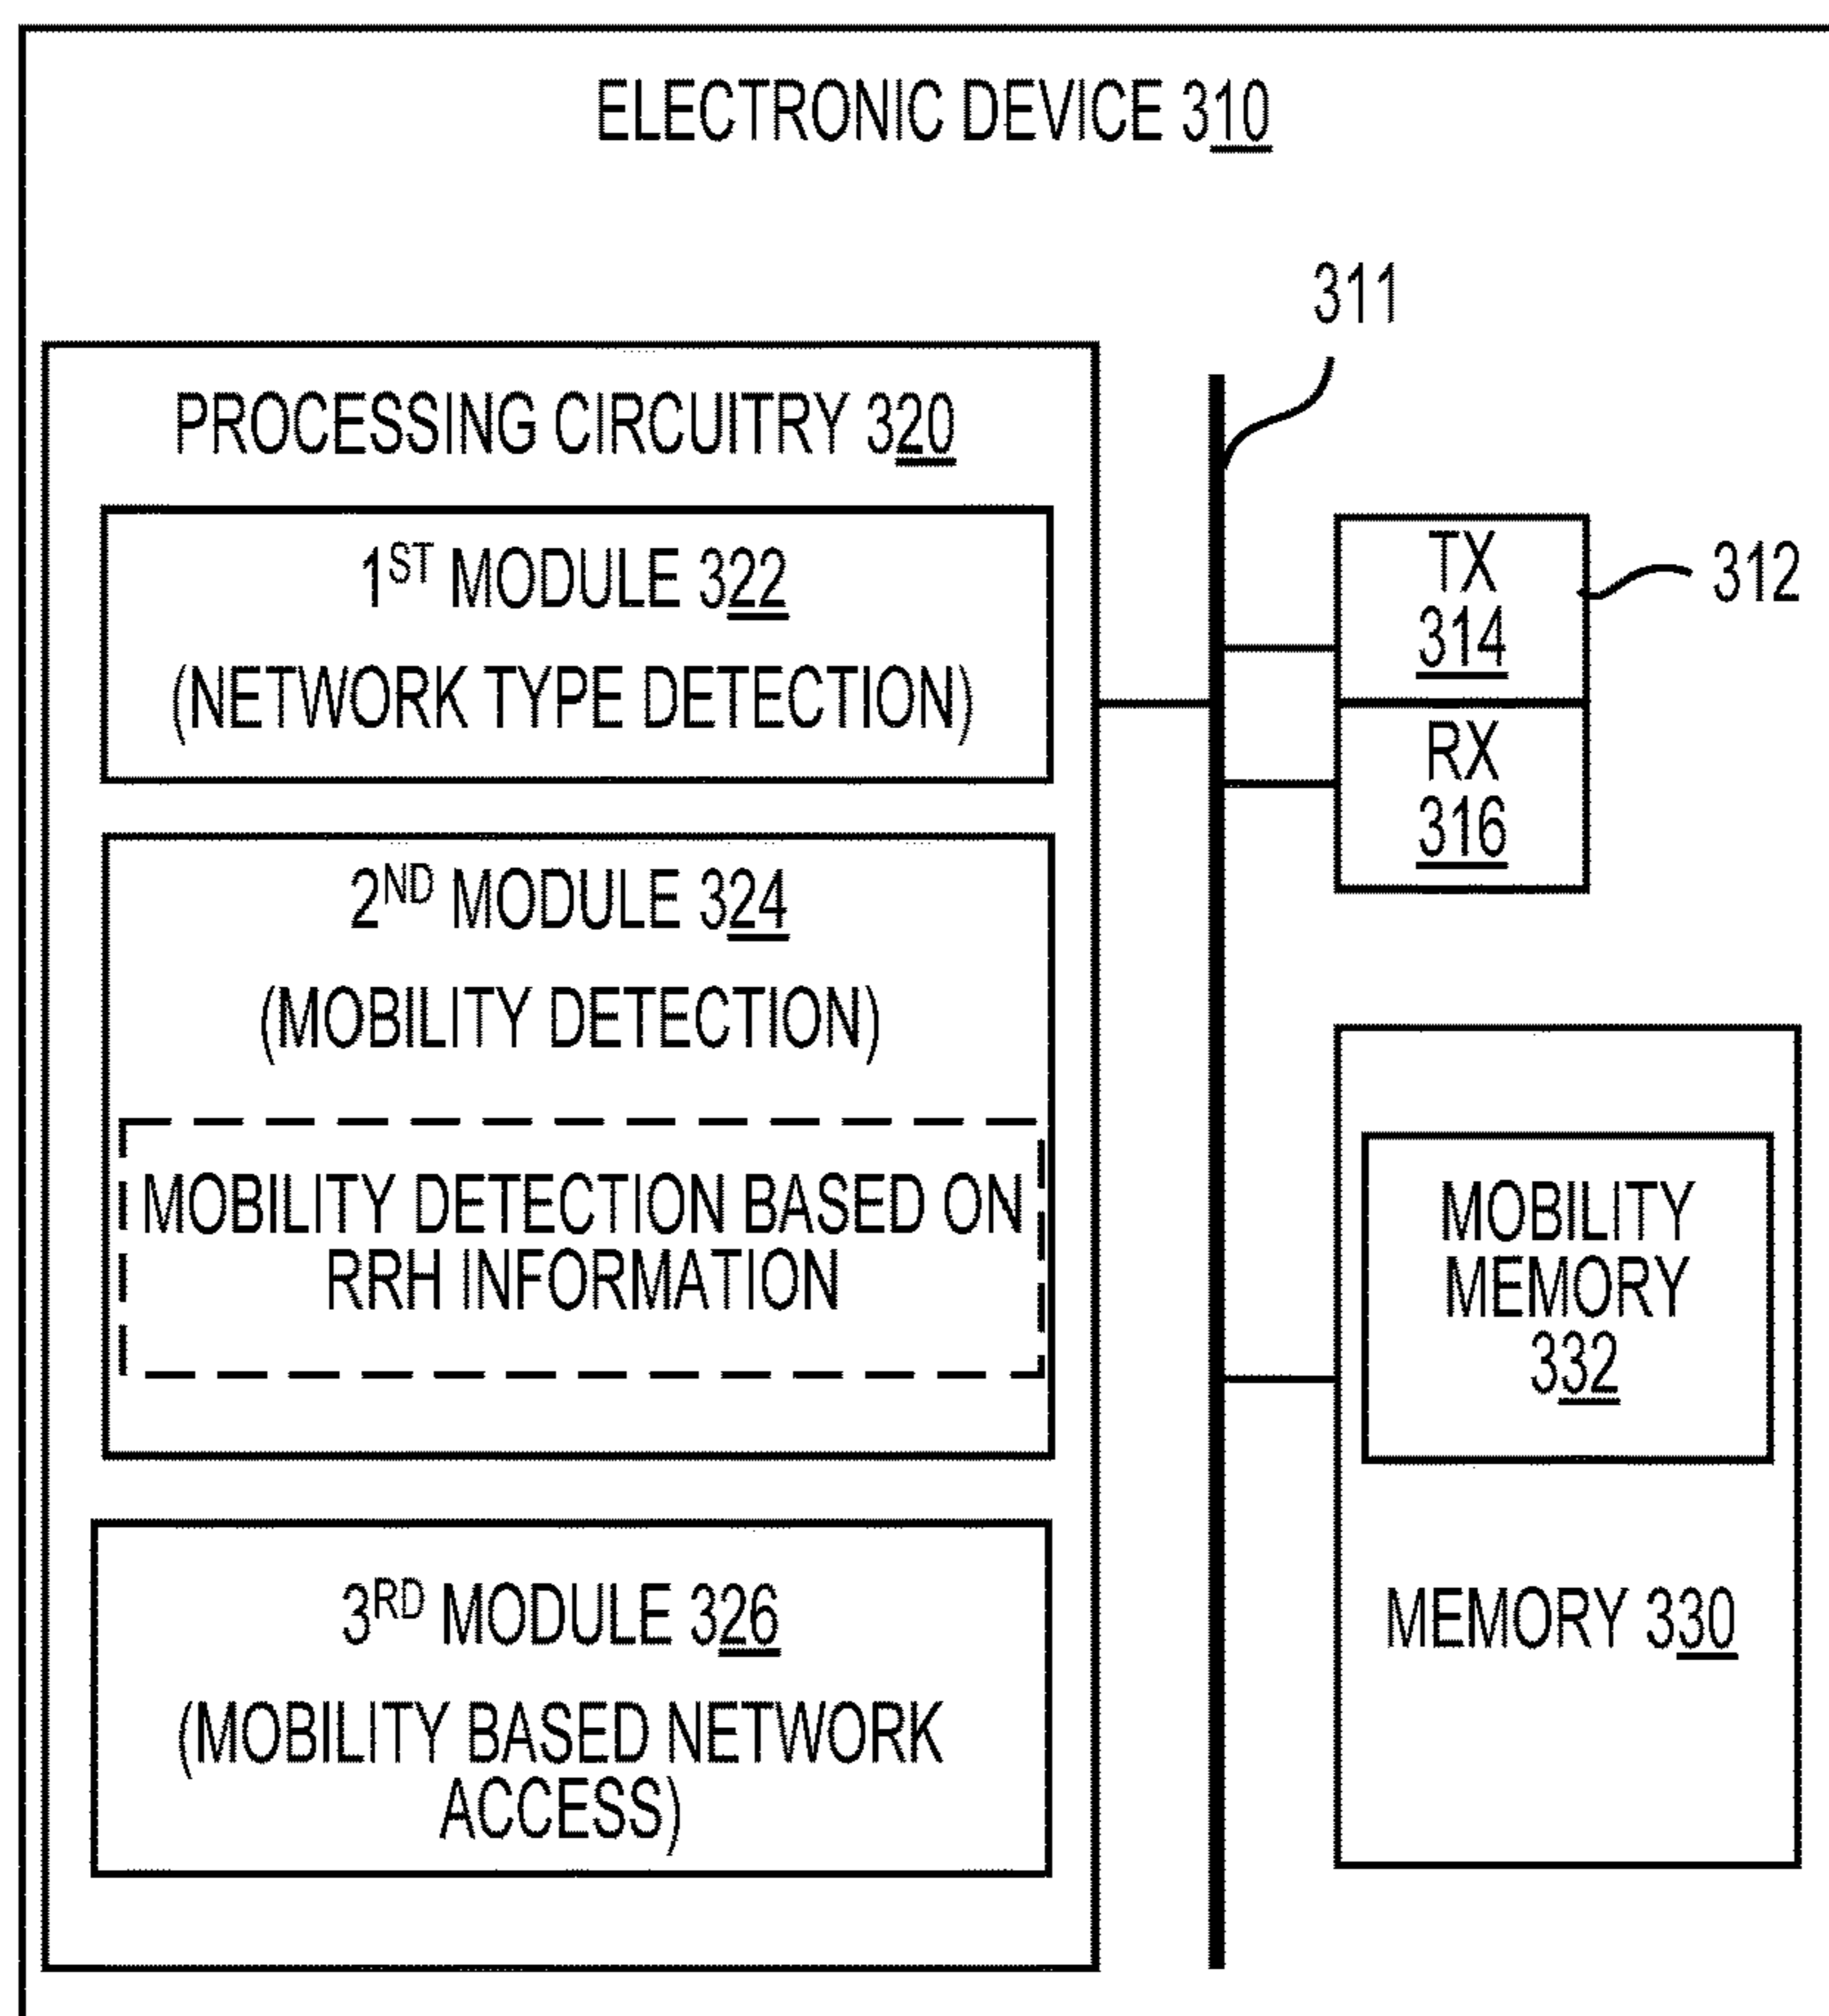 ELECTRONIC DEVICE 310
311
PROCESSING CIRCUITRY 320
1ST MODULE 322
(NETWORK TYPE DETECTION)
TX
314
312
RX
316
2ND MODULE 324
(MOBILITY DETECTION)
MOBILITY DETECTION BASED ON
RRH INFORMATION
MOBILITY
MEMORY
332
3RD MODULE 326
(MOBILITY BASED NETWORK
ACCESS)
MEMORY 330